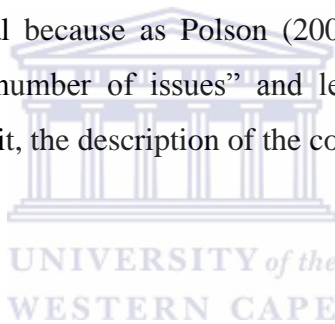 al because as Polson (200
number of issues” and le
it, the description of the co
UNIVERSITY of the
WESTERN CAPE